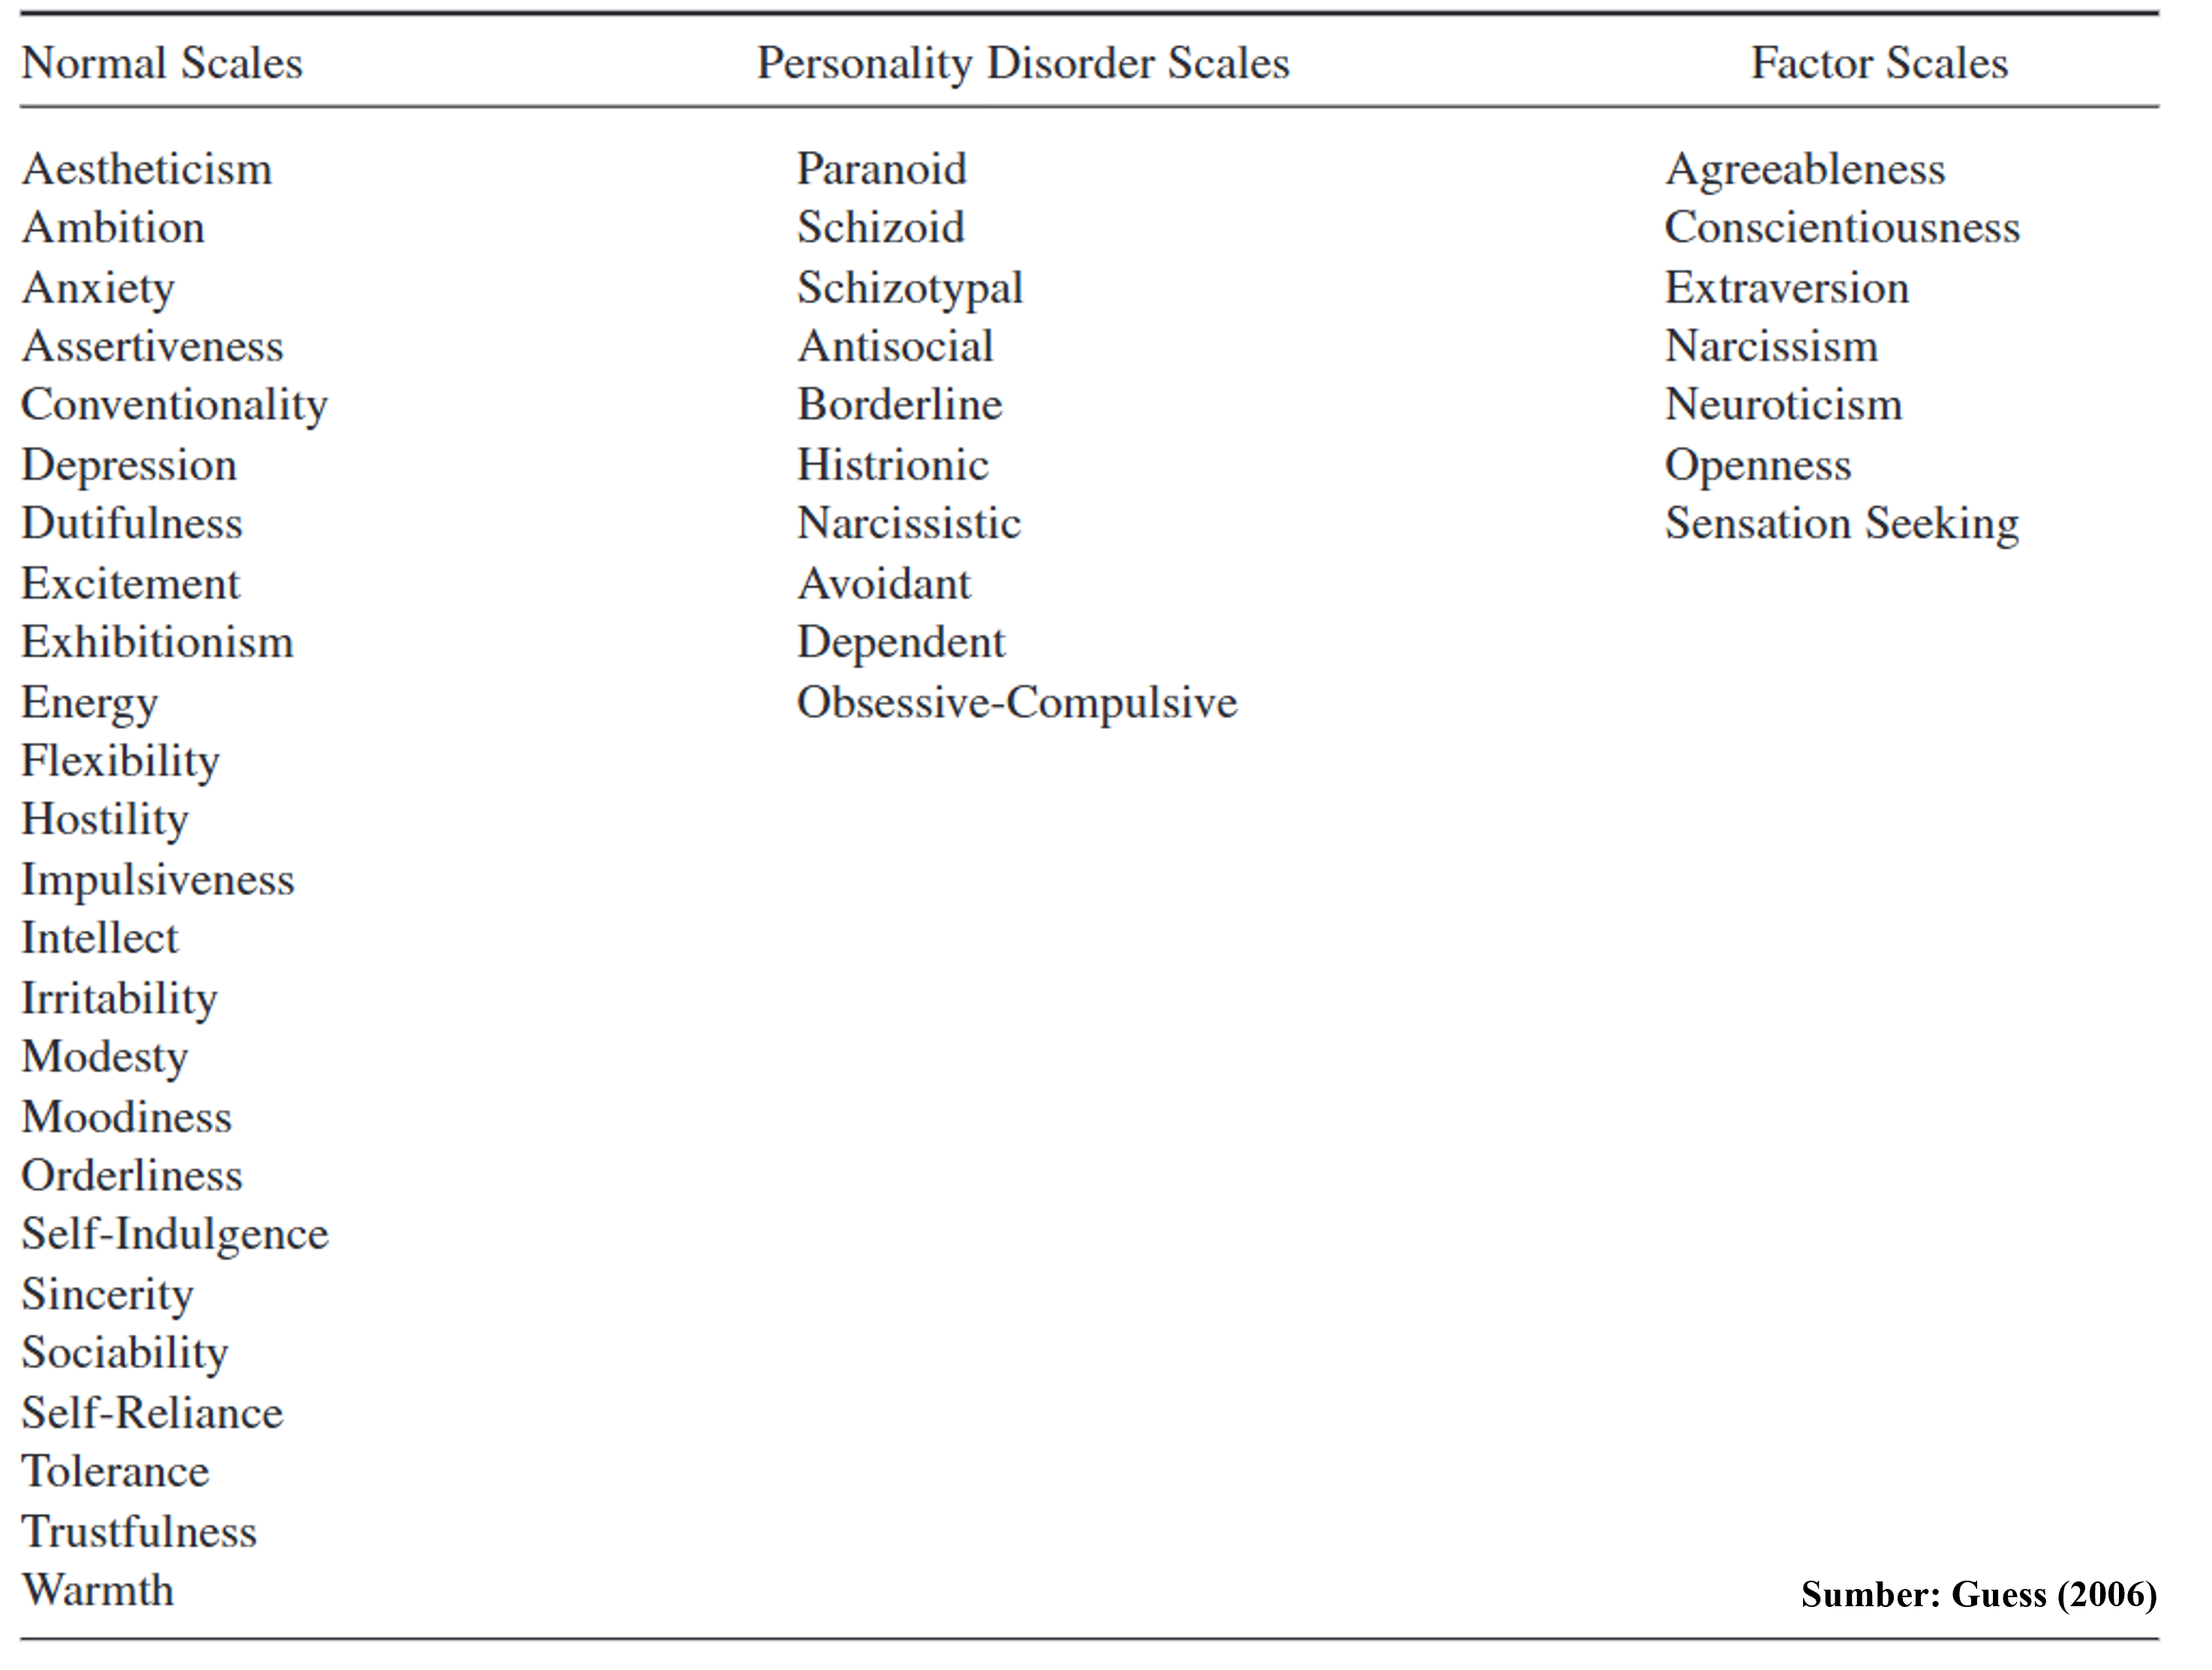 Normal Scales Personality Disorder Scales Factor Scales
Aestheticism Paranoid Agreeableness
Ambition Schizoid Conscientiousness
Anxiety Schizotypal Extraversion
Assertiveness Antisocial Narcissism
Conventionality Borderline Neuroticism
Depression Histrionic Openness
Dutifulness Narcissistic Sensation Seeking
Excitement Avoidant
Exhibitionism Dependent
Energy Obsessive-Compulsive
Flexibility
Hostility
Impulsiveness
Intellect
Irritability
Modesty
Moodiness
Orderliness
Self-Indulgence
Sincerity
Sociability
Self-Reliance
Tolerance
Trustfulness
Warmth Sumber: Guess (2006)